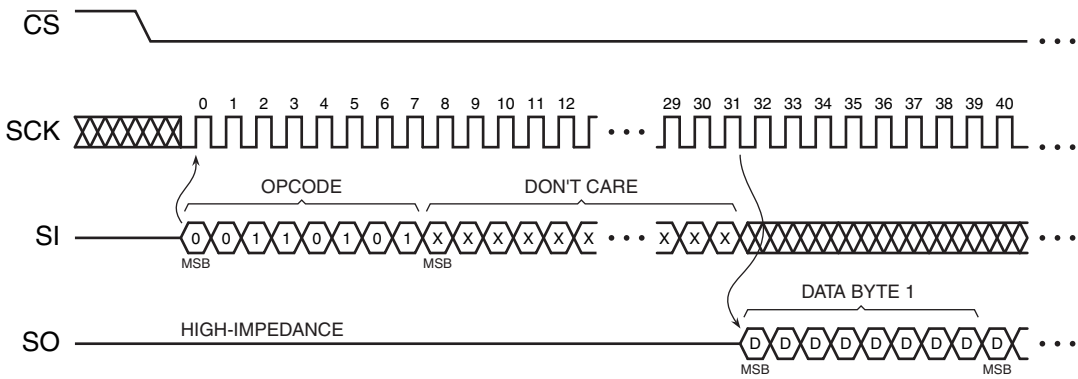 CS
0 1 2 3 4 5 6 7 8 9 10 11 12 29 30 31 32 33 34 35 36 37 38 39 40
SCK
OPCODE DON'T CARE
SI 0 0 1 1 0 1 0 1 X X X X X X X X X
MSB MSB
DATA BYTE 1
HIGH-IMPEDANCE
SO D D D D D D D D D
MSB MSB